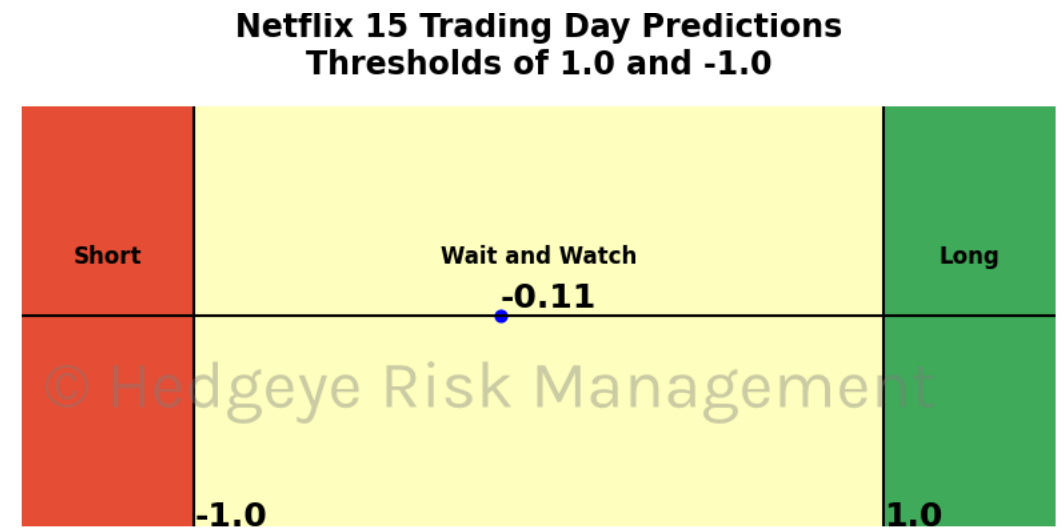 Netflix 15 Trading Day Predictions
Thresholds of 1.0 and -1.0
Short
Wait and Watch
Long
-0.11
© Hedgeye Risk Management
-1.0
1.0